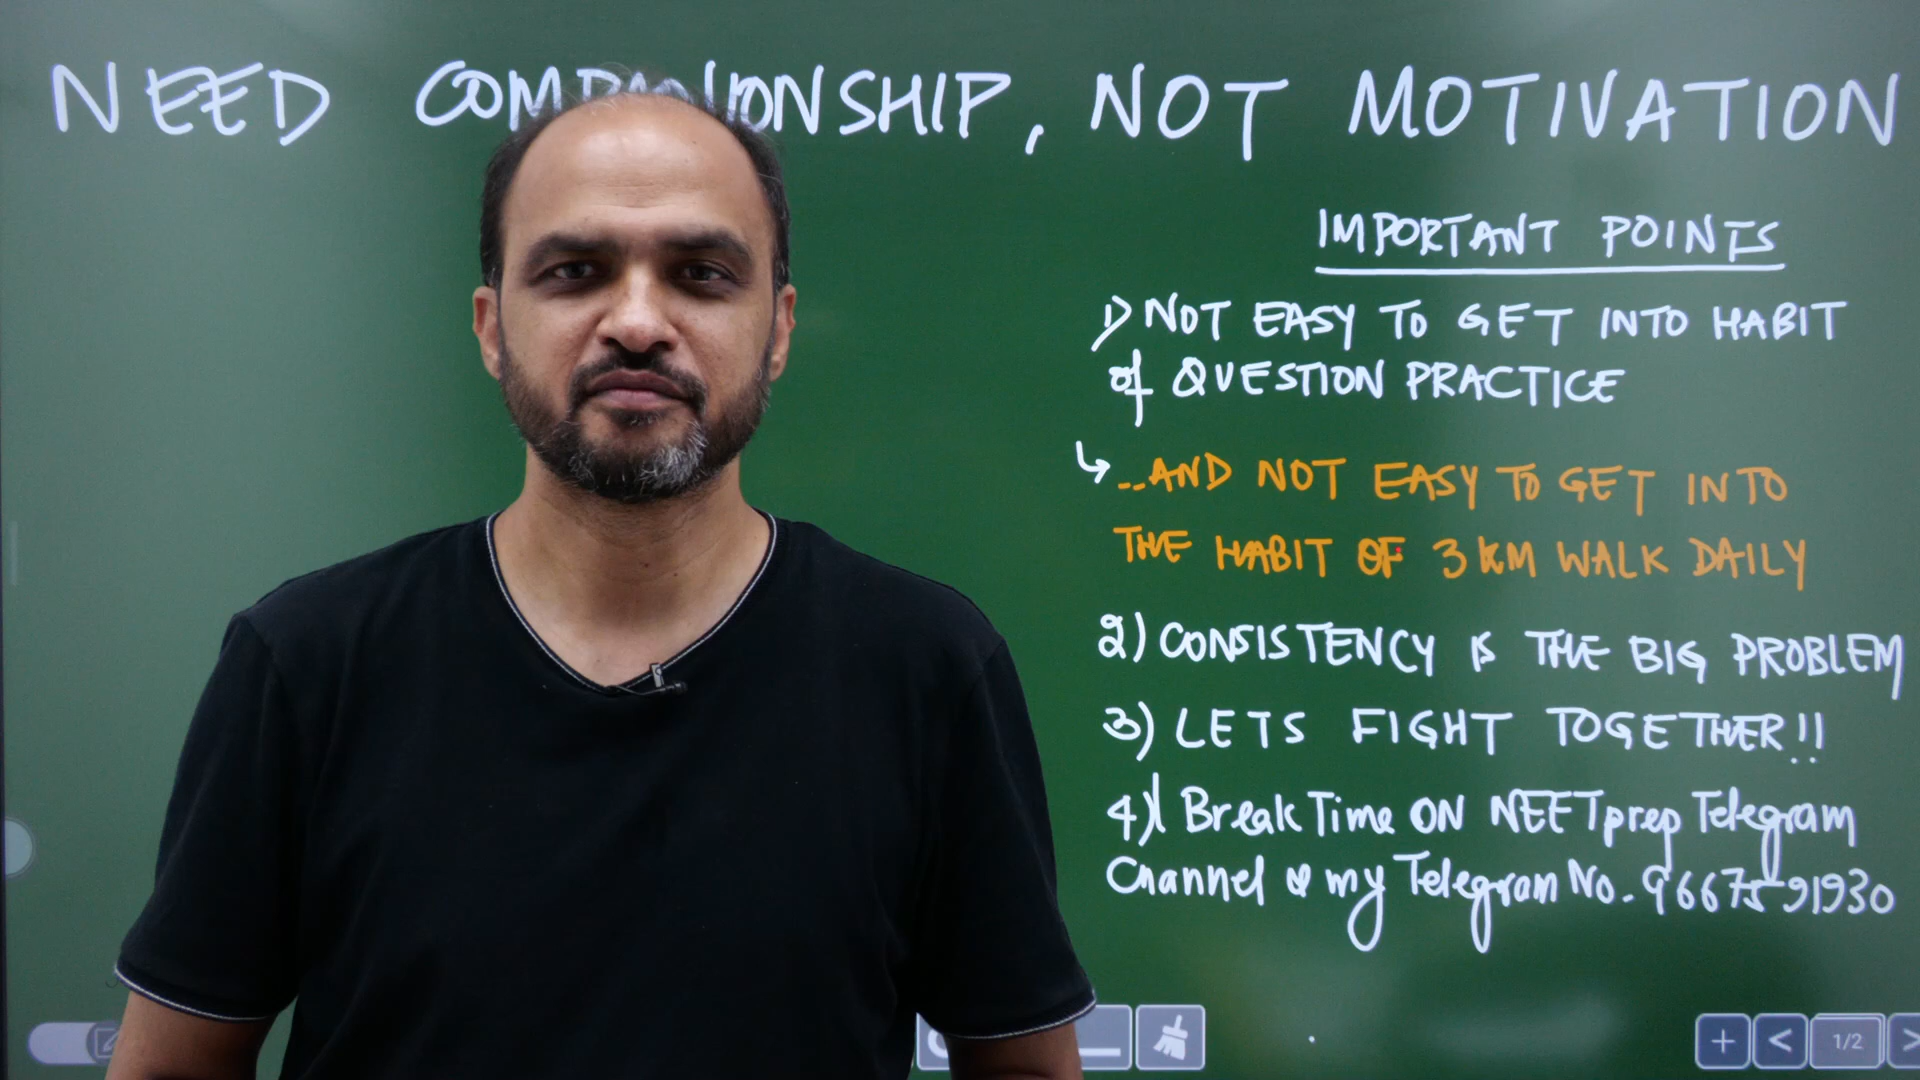 NEED COMPANIONSHIP, NOT MOTIVATION
IMPORTANT POINTS
1) NOT EASY TO GET INTO HABIT
of QUESTION PRACTICE
↳ ..AND NOT EASY TO GET INTO
THE HABIT OF 3 KM WALK DAILY
2) CONSISTENCY IS THE BIG PROBLEM
3) LETS FIGHT TOGETHER!!
4) Break Time ON NEETprep Telegram
Channel & my Telegram No. 9667591930
1/2